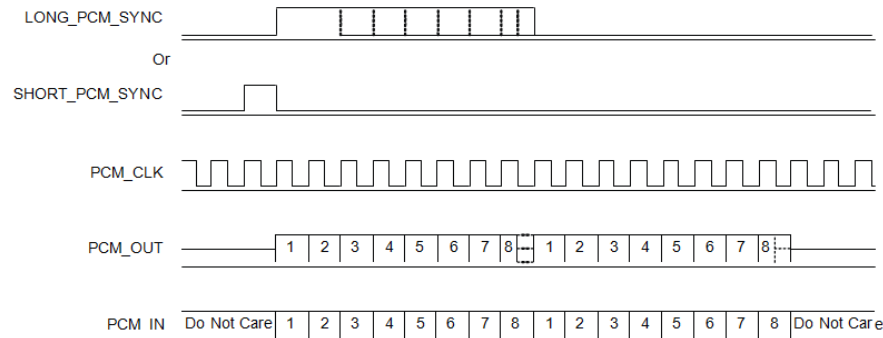 LONG_PCM_SYNC
Or
SHORT_PCM_SYNC
PCM_CLK
PCM_OUT 1 2 3 4 5 6 7 8 1 2 3 4 5 6 7 8
PCM IN Do Not Care 1 2 3 4 5 6 7 8 1 2 3 4 5 6 7 8 Do Not Care